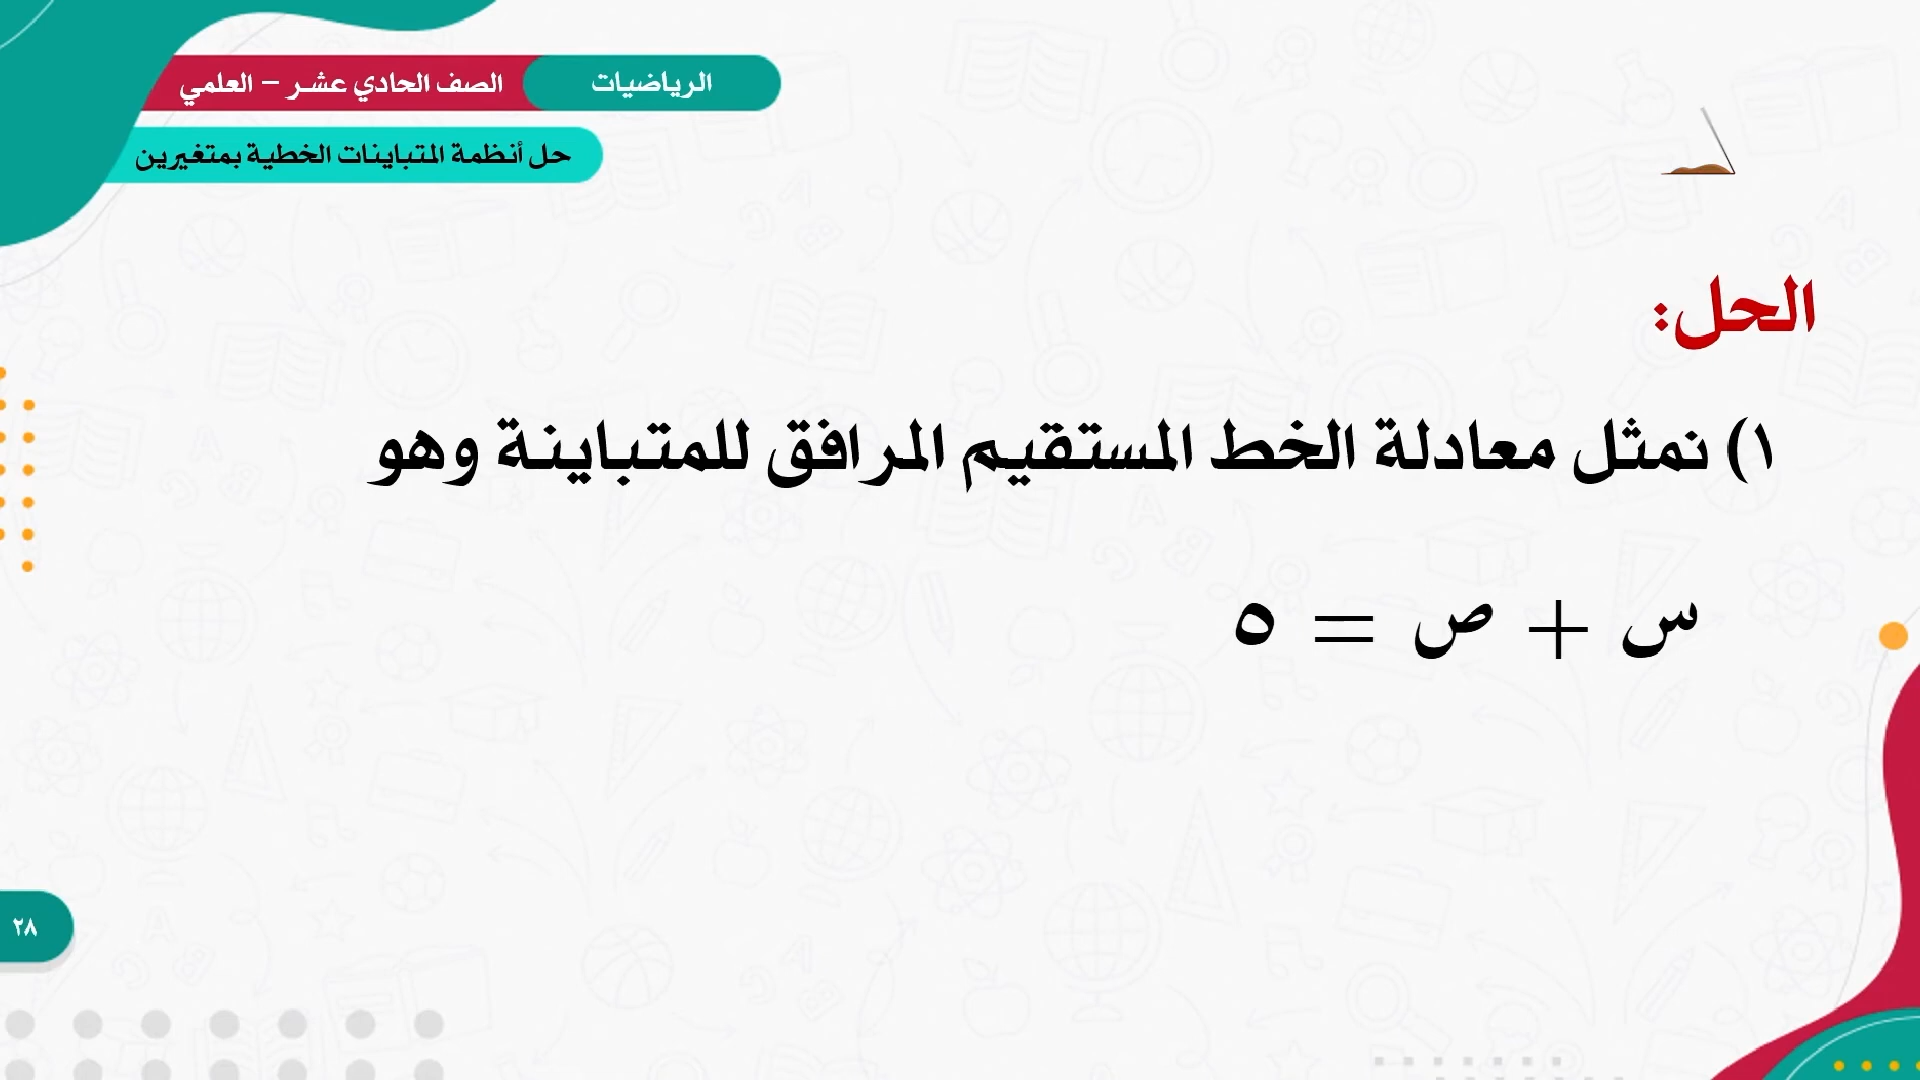 الرياضيات
الصف الحادي عشر – العلمي
حل أنظمة المتباينات الخطية بمتغيرين
الحل:
١) نمثل معادلة الخط المستقيم المرافق للمتباينة وهو
س + ص = ٥
٢٨